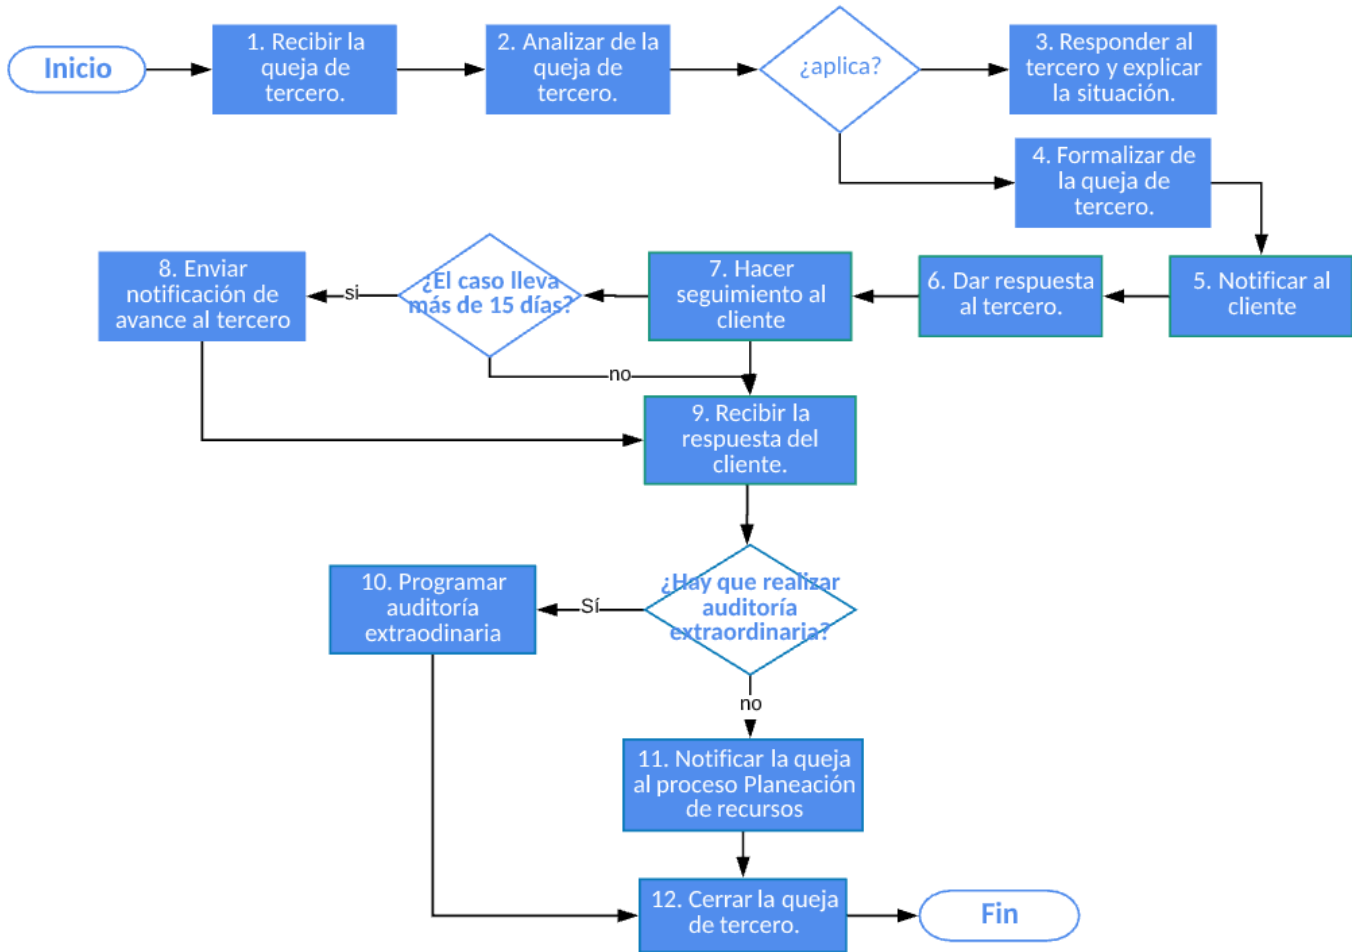 Inicio
1. Recibir la
queja de
tercero.
2. Analizar de la
queja de
tercero.
¿aplica?
3. Responder al
tercero y explicar
la situación.
4. Formalizar de
la queja de
tercero.
5. Notificar al
cliente
6. Dar respuesta
al tercero.
7. Hacer
seguimiento al
cliente
¿El caso lleva
más de 15 días?
si
no
8. Enviar
notificación de
avance al tercero
9. Recibir la
respuesta del
cliente.
¿Hay que realizar
auditoría
extraordinaria?
Sí
no
10. Programar
auditoría
extraodinaria
11. Notificar la queja
al proceso Planeación
de recursos
12. Cerrar la queja
de tercero.
Fin